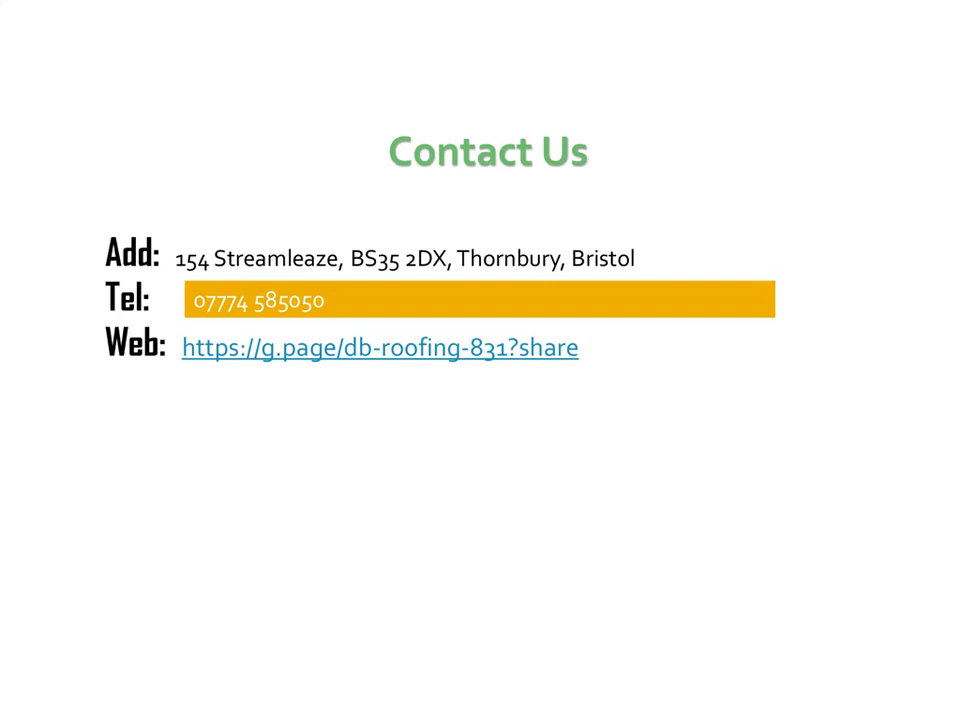 Contact Us
Add: 154 Streamleaze, BS35 2DX, Thornbury, Bristol
Tel: 07774 585050
Web: https://g.page/db-roofing-831?share